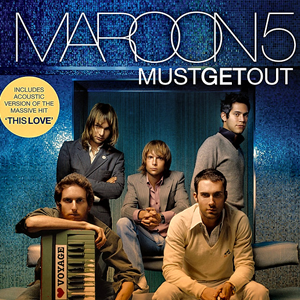 MAROON5
MUSTGETOUT
INCLUDES
ACOUSTIC
VERSION OF THE
MASSIVE HIT
'THIS LOVE'
♥ VOYAGE